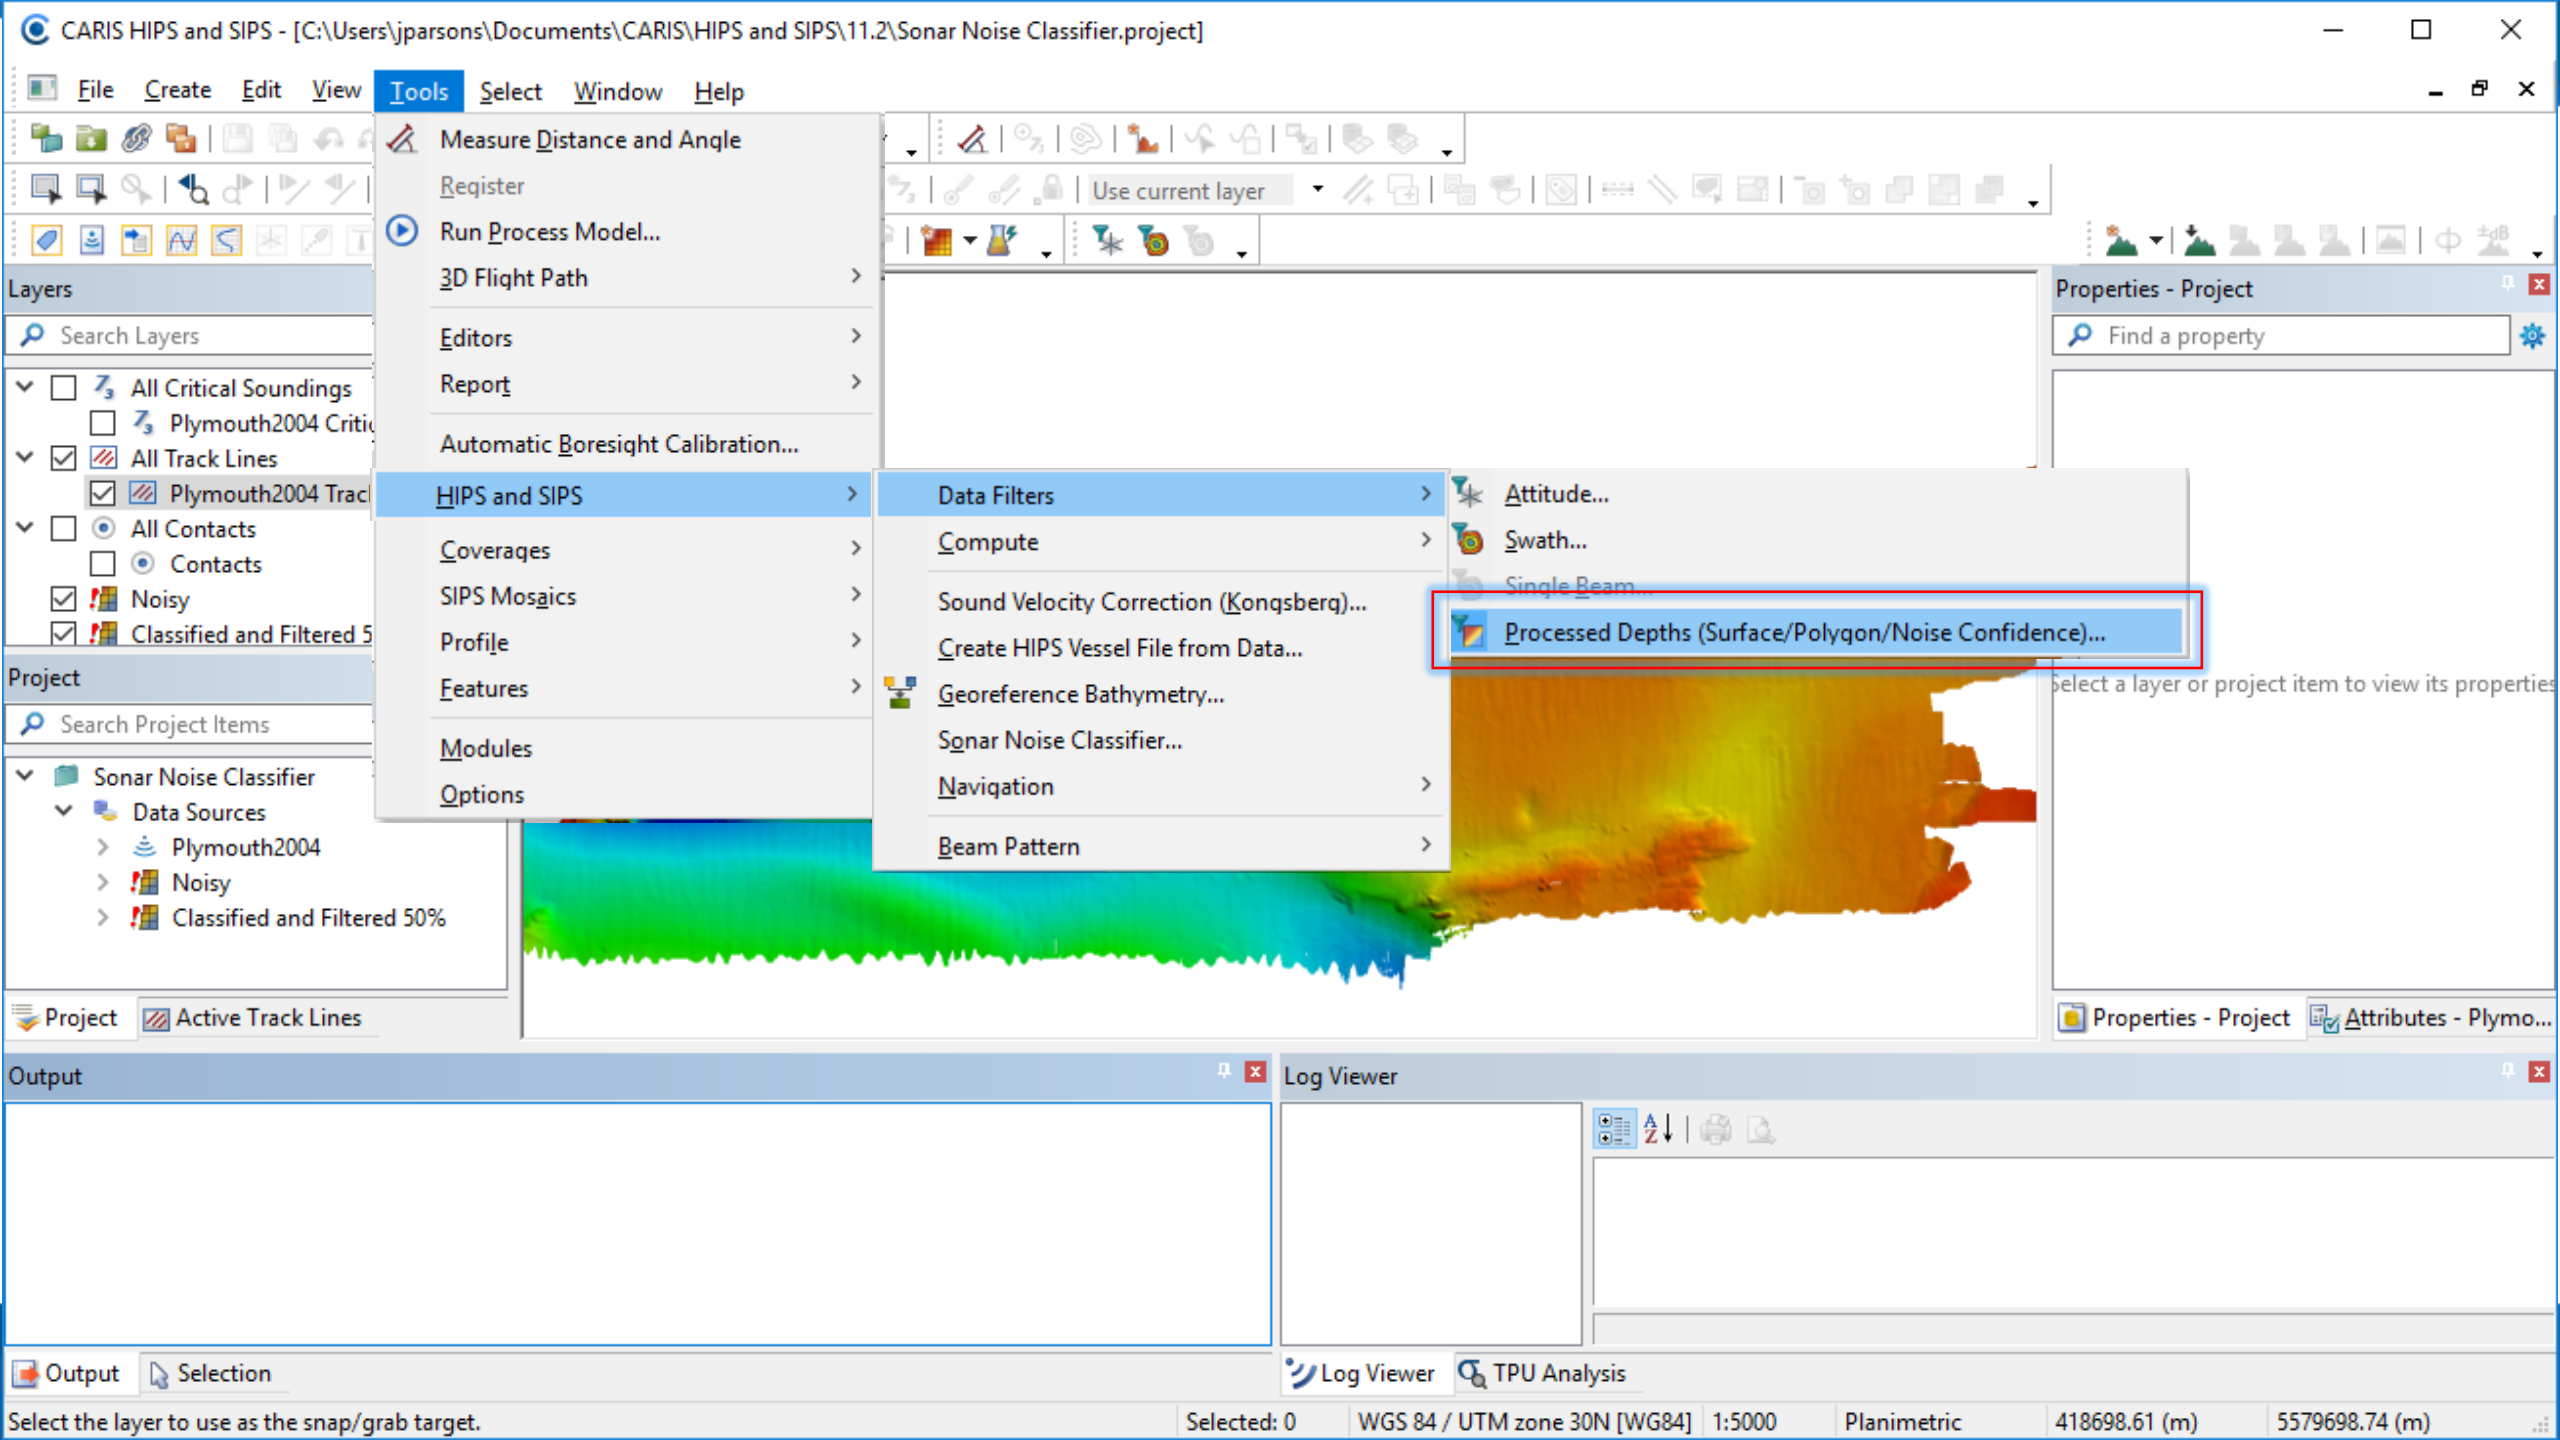 CARIS HIPS and SIPS - [C:\Users\jparsons\Documents\CARIS\HIPS and SIPS\11.2\Sonar Noise Classifier.project]
File Create Edit View Tools Select Window Help
Use current layer
Measure Distance and Angle
Register
Run Process Model...
3D Flight Path
Editors
Report
Automatic Boresight Calibration...
HIPS and SIPS
Coverages
SIPS Mosaics
Profile
Features
Modules
Options
Data Filters
Compute
Sound Velocity Correction (Kongsberg)...
Create HIPS Vessel File from Data...
Georeference Bathymetry...
Sonar Noise Classifier...
Navigation
Beam Pattern
Attitude...
Swath...
Single Beam...
Processed Depths (Surface/Polygon/Noise Confidence)...
Layers
Search Layers
All Critical Soundings
Plymouth2004 Critic
All Track Lines
Plymouth2004 Trac
All Contacts
Contacts
Noisy
Classified and Filtered 5
Project
Search Project Items
Sonar Noise Classifier
Data Sources
Plymouth2004
Noisy
Classified and Filtered 50%
Project Active Track Lines
Properties - Project
Find a property
Select a layer or project item to view its properties
Properties - Project Attributes - Plymo...
Output
Log Viewer
Output Selection
Log Viewer TPU Analysis
Select the layer to use as the snap/grab target. Selected: 0 WGS 84 / UTM zone 30N [WG84] 1:5000 Planimetric 418698.61 (m) 5579698.74 (m)